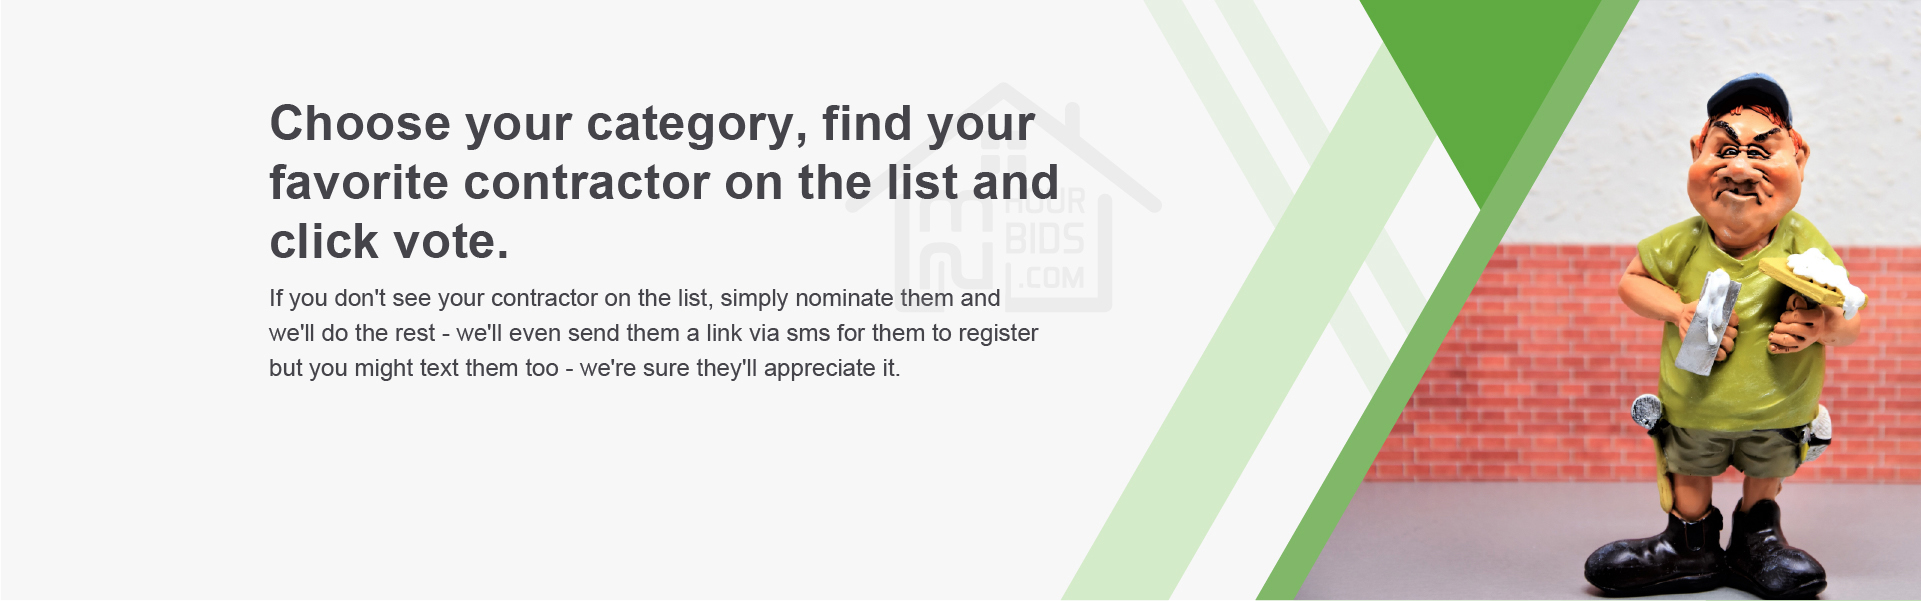 Choose your category, find your
favorite contractor on the list and
click vote.
If you don't see your contractor on the list, simply nominate them and
we'll do the rest - we'll even send them a link via sms for them to register
but you might text them too - we're sure they'll appreciate it.
HOUR
BIDS
.COM